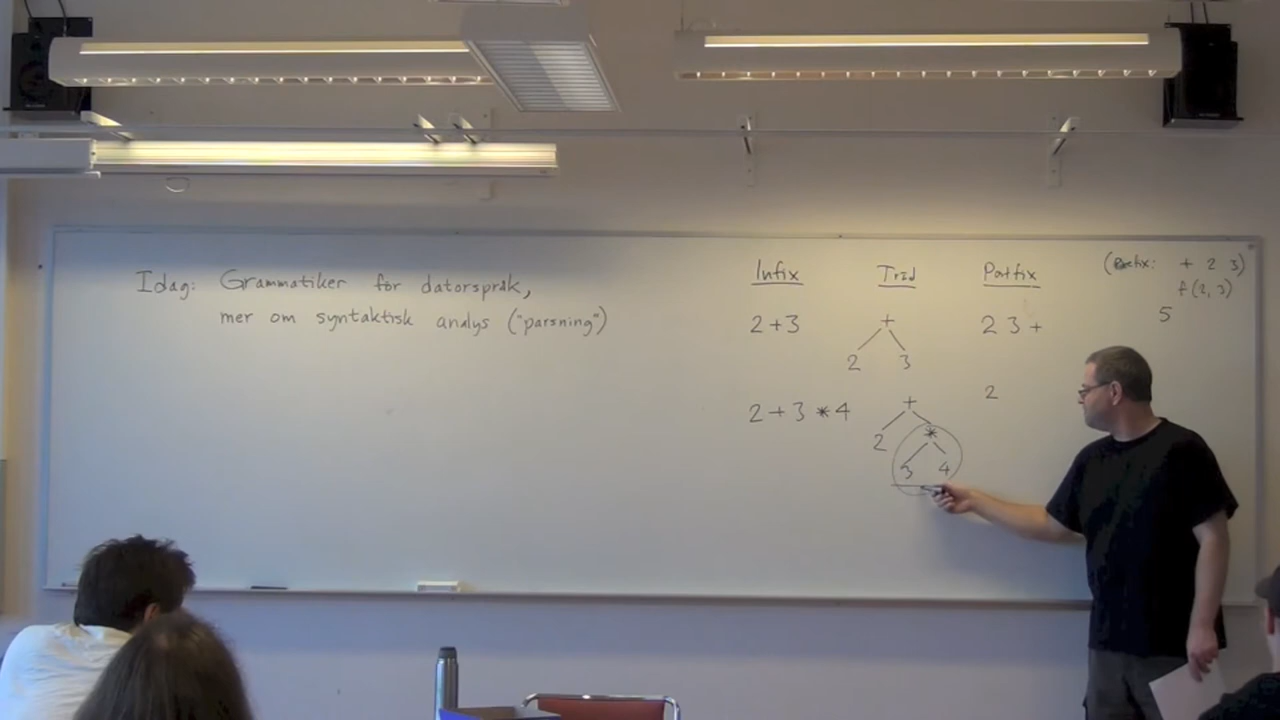 Idag: Grammatiker för datorspråk,
mer om syntaktisk analys ("parsning")
Infix Träd Postfix (Prefix: + 2 3)
f(2, 3)
2+3 + 2 3 + 5
2 3
2
2+3*4 +
2 *
3 4